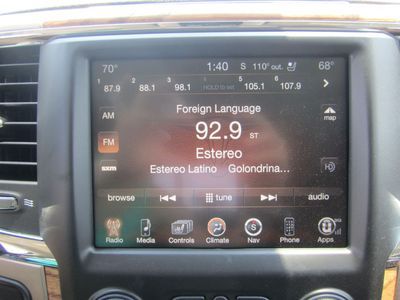 70° 1:40 S 110° out. 68°
1 87.9 2 88.1 3 98.1 4 HOLD to set 5 105.1 6 107.9
Foreign Language
AM
92.9 ST
map
FM
Estereo
sxm
Estereo Latino Golondrina...
browse tune audio
Radio Media Controls Climate Nav Phone Apps